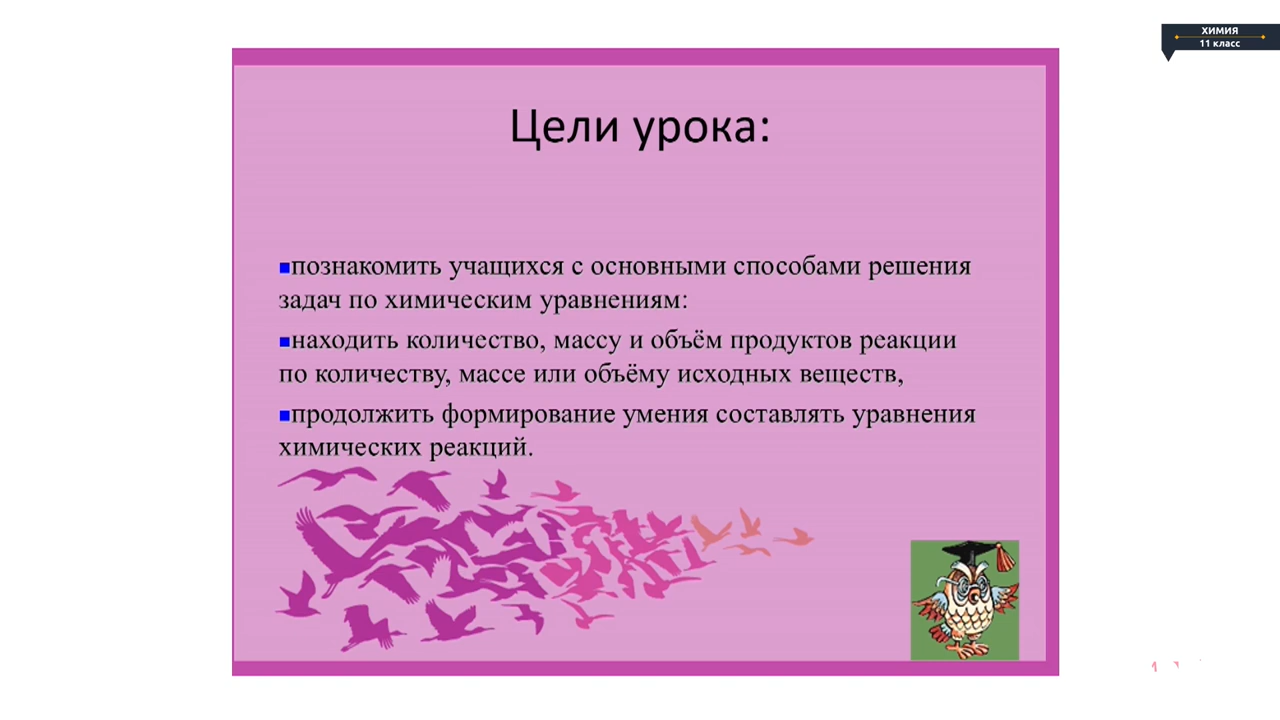 ХИМИЯ
11 класс
Цели урока:
познакомить учащихся с основными способами решения
задач по химическим уравнениям:
находить количество, массу и объём продуктов реакции
по количеству, массе или объёму исходных веществ,
продолжить формирование умения составлять уравнения
химических реакций.